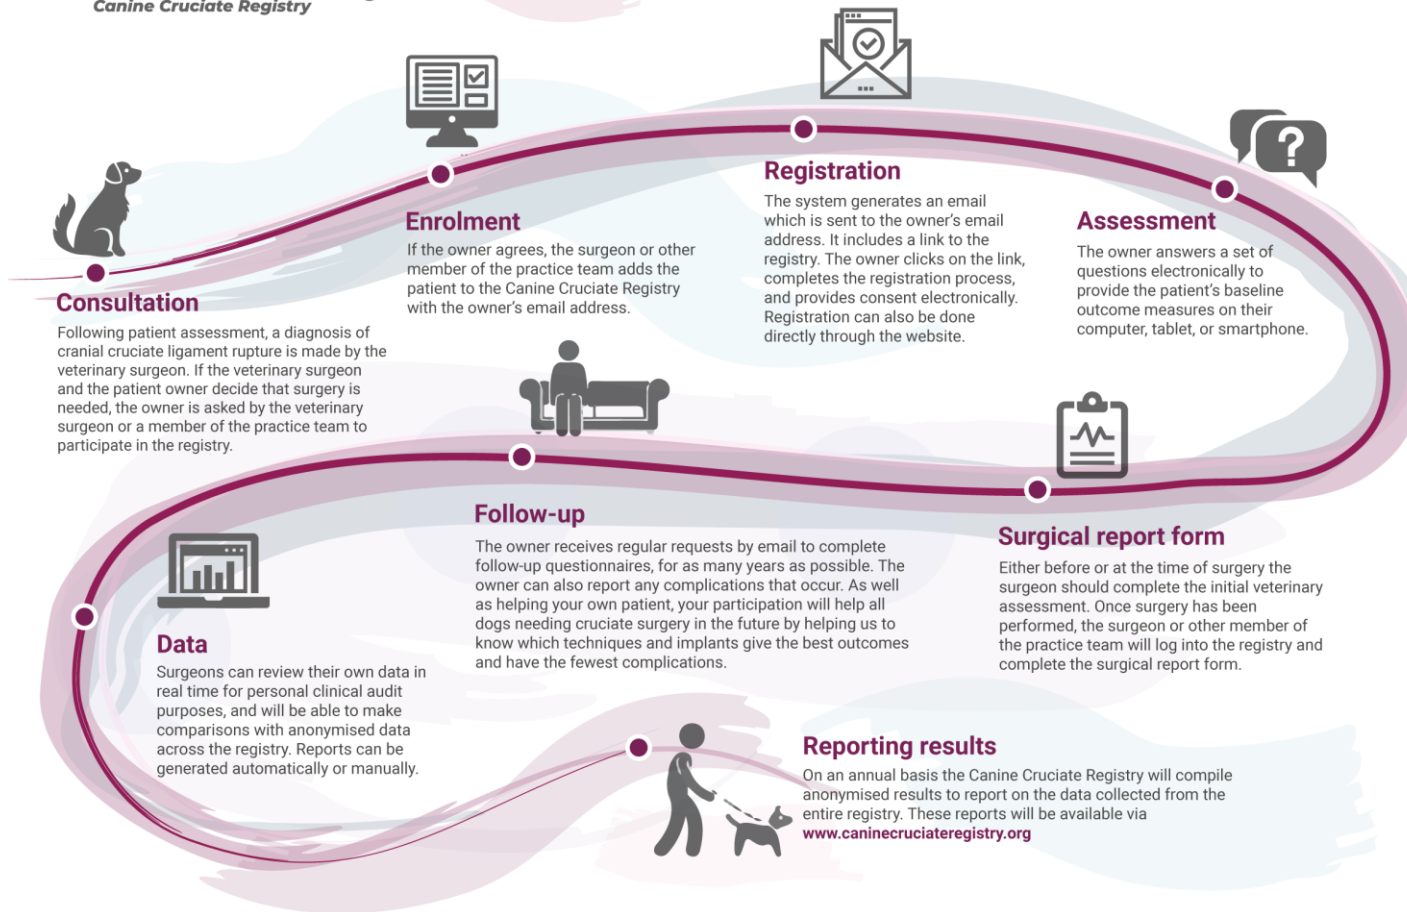 Canine Cruciate Registry
Consultation
Following patient assessment, a diagnosis of
cranial cruciate ligament rupture is made by the
veterinary surgeon. If the veterinary surgeon
and the patient owner decide that surgery is
needed, the owner is asked by the veterinary
surgeon or a member of the practice team to
participate in the registry.
Enrolment
If the owner agrees, the surgeon or other
member of the practice team adds the
patient to the Canine Cruciate Registry
with the owner's email address.
Registration
The system generates an email
which is sent to the owner's email
address. It includes a link to the
registry. The owner clicks on the link,
completes the registration process,
and provides consent electronically.
Registration can also be done
directly through the website.
Assessment
The owner answers a set of
questions electronically to
provide the patient's baseline
outcome measures on their
computer, tablet, or smartphone.
Surgical report form
Either before or at the time of surgery the
surgeon should complete the initial veterinary
assessment. Once surgery has been
performed, the surgeon or other member of
the practice team will log into the registry and
complete the surgical report form.
Follow-up
The owner receives regular requests by email to complete
follow-up questionnaires, for as many years as possible. The
owner can also report any complications that occur. As well
as helping your own patient, your participation will help all
dogs needing cruciate surgery in the future by helping us to
know which techniques and implants give the best outcomes
and have the fewest complications.
Data
Surgeons can review their own data in
real time for personal clinical audit
purposes, and will be able to make
comparisons with anonymised data
across the registry. Reports can be
generated automatically or manually.
Reporting results
On an annual basis the Canine Cruciate Registry will compile
anonymised results to report on the data collected from the
entire registry. These reports will be available via
www.caninecruciateregistry.org